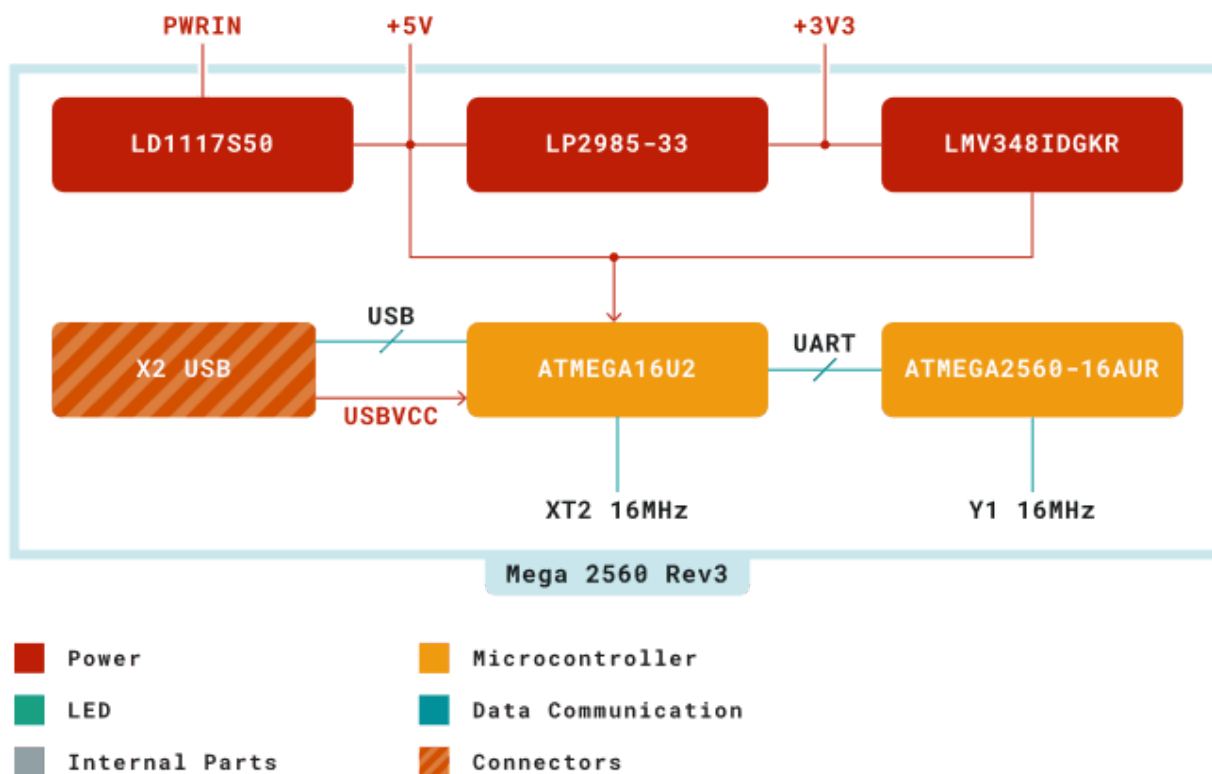 PWRIN
+5V
+3V3
LD1117S50
LP2985-33
LMV348IDGKR
USB
UART
X2 USB
ATMEGA16U2
ATMEGA2560-16AUR
USBVCC
XT2 16MHz
Y1 16MHz
Mega 2560 Rev3
Power
Microcontroller
LED
Data Communication
Internal Parts
Connectors